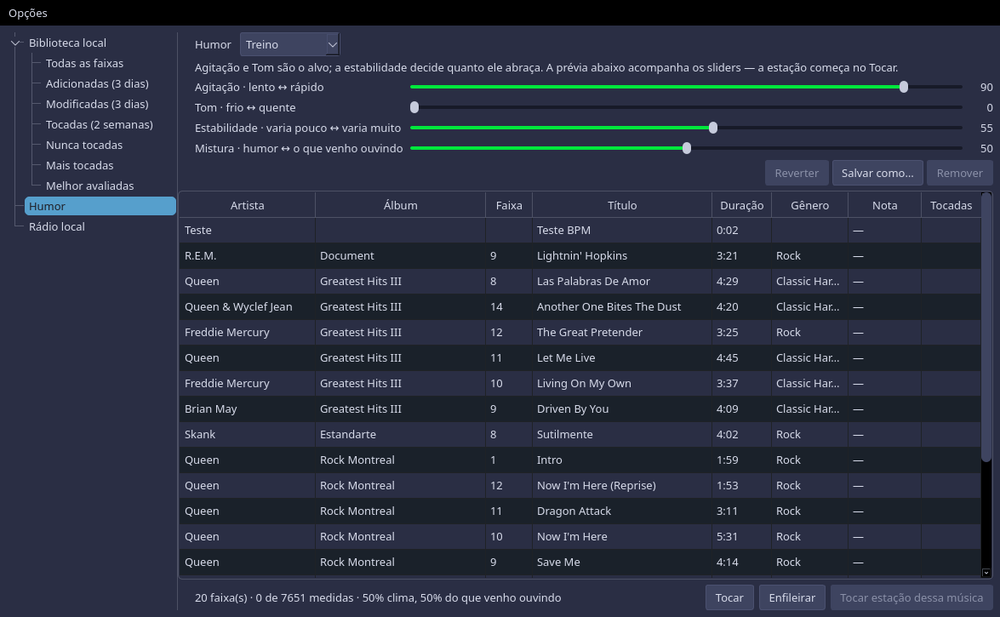 Opções
Biblioteca local
Todas as faixas
Adicionadas (3 dias)
Modificadas (3 dias)
Tocadas (2 semanas)
Nunca tocadas
Mais tocadas
Melhor avaliadas
Humor
Rádio local
Humor Treino
Agitação e Tom são o alvo; a estabilidade decide quanto ele abraça. A prévia abaixo acompanha os sliders — a estação começa no Tocar.
Agitação · lento ↔ rápido 90
Tom · frio ↔ quente 0
Estabilidade · varia pouco ↔ varia muito 55
Mistura · humor ↔ o que venho ouvindo 50
Reverter Salvar como... Remover
Artista Álbum Faixa Título Duração Gênero Nota Tocadas
Teste Teste BPM 0:02 —
R.E.M. Document 9 Lightnin' Hopkins 3:21 Rock —
Queen Greatest Hits III 8 Las Palabras De Amor 4:29 Classic Har... —
Queen & Wyclef Jean Greatest Hits III 14 Another One Bites The Dust 4:20 Classic Har... —
Freddie Mercury Greatest Hits III 12 The Great Pretender 3:25 Rock —
Queen Greatest Hits III 11 Let Me Live 4:45 Classic Har... —
Freddie Mercury Greatest Hits III 10 Living On My Own 3:37 Classic Har... —
Brian May Greatest Hits III 9 Driven By You 4:09 Classic Har... —
Skank Estandarte 8 Sutilmente 4:02 Rock —
Queen Rock Montreal 1 Intro 1:59 Rock —
Queen Rock Montreal 12 Now I'm Here (Reprise) 1:53 Rock —
Queen Rock Montreal 11 Dragon Attack 3:11 Rock —
Queen Rock Montreal 10 Now I'm Here 5:31 Rock —
Queen Rock Montreal 9 Save Me 4:14 Rock —
20 faixa(s) · 0 de 7651 medidas · 50% clima, 50% do que venho ouvindo
Tocar Enfileirar Tocar estação dessa música